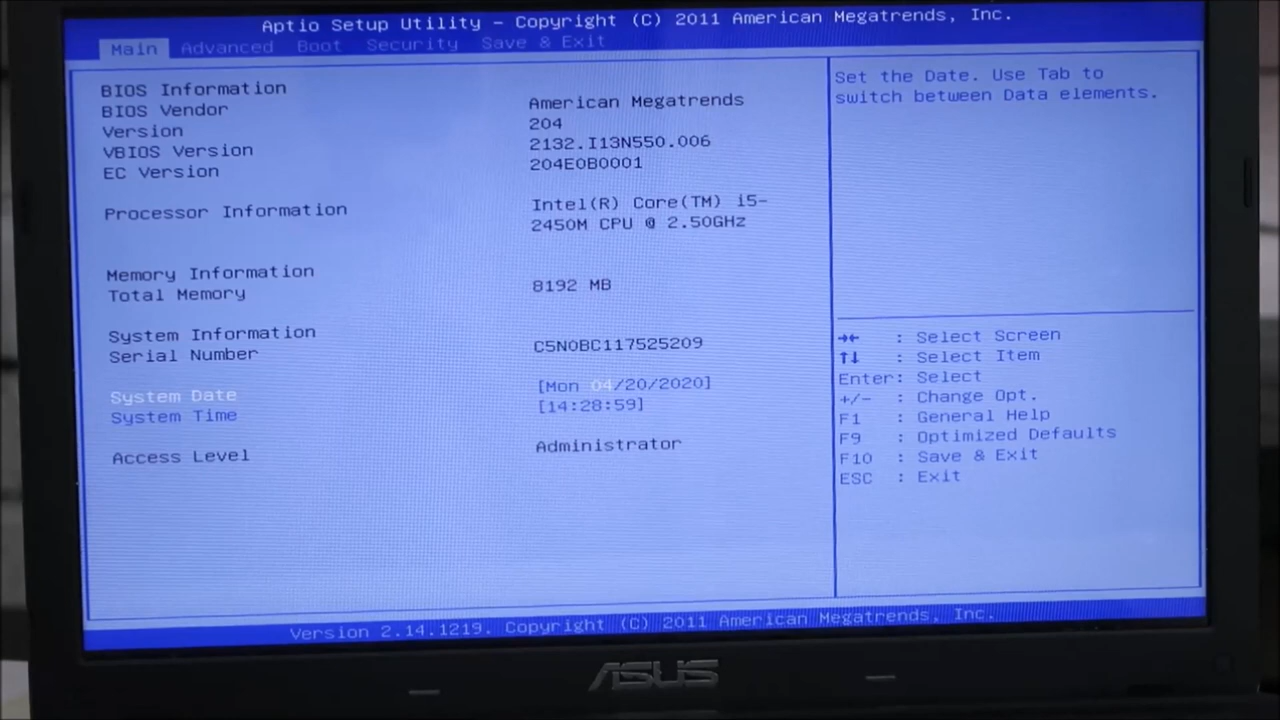 Aptio Setup Utility – Copyright (C) 2011 American Megatrends, Inc.
Main Advanced Boot Security Save & Exit
BIOS Information
BIOS Vendor American Megatrends
Version 204
VBIOS Version 2132.I13N550.006
EC Version 204E0B0001
Processor Information Intel(R) Core(TM) i5-
2450M CPU @ 2.50GHz
Memory Information
Total Memory 8192 MB
System Information
Serial Number C5N0BC117525209
System Date [Mon 04/20/2020]
System Time [14:28:59]
Access Level Administrator
Set the Date. Use Tab to
switch between Data elements.
→← : Select Screen
↑↓ : Select Item
Enter: Select
+/- : Change Opt.
F1 : General Help
F9 : Optimized Defaults
F10 : Save & Exit
ESC : Exit
Version 2.14.1219. Copyright (C) 2011 American Megatrends, Inc.
ASUS